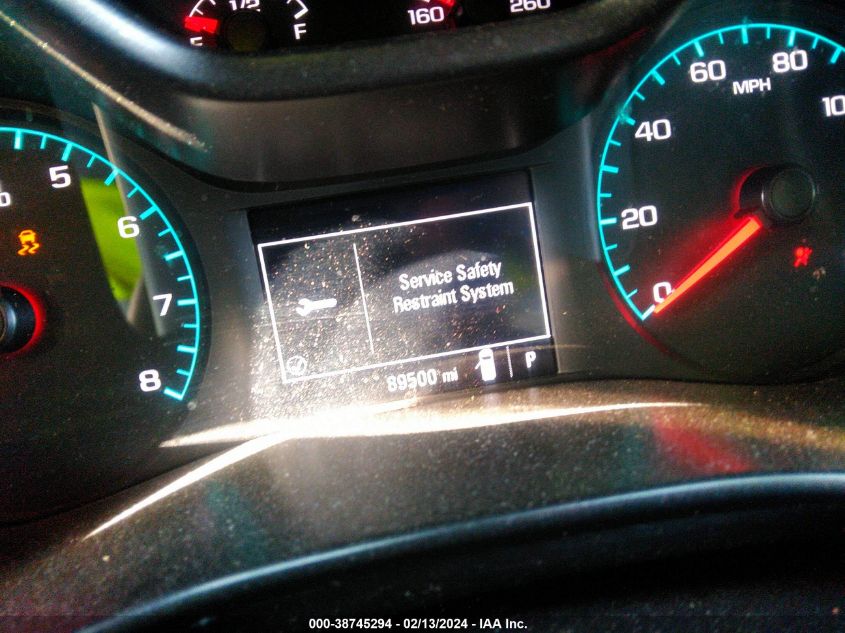 1/2
F
160
260
5
6
7
8
Service Safety
Restraint System
89500 mi
P
0
20
40
60
80
MPH
000-38745294 - 02/13/2024 - IAA Inc.